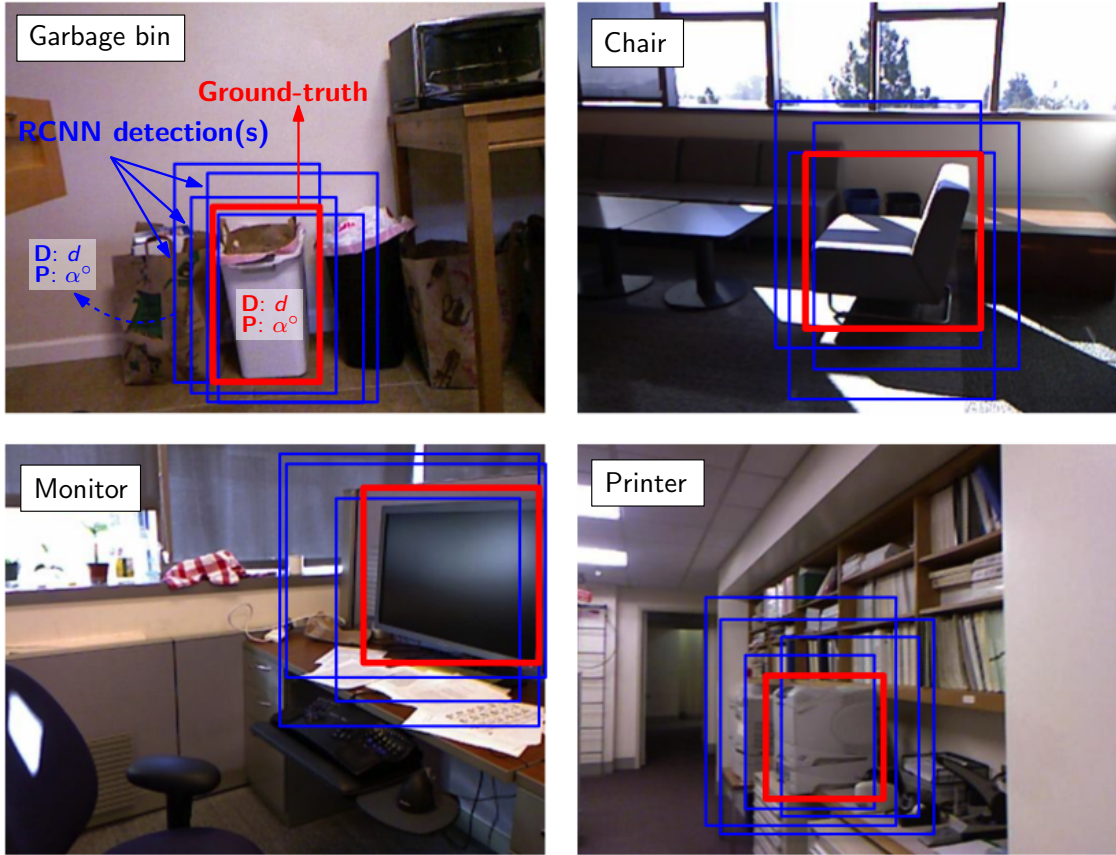 Garbage bin
Ground-truth
RCNN detection(s)
D: d
P: α°
D: d
P: α°
Chair
Monitor
Printer